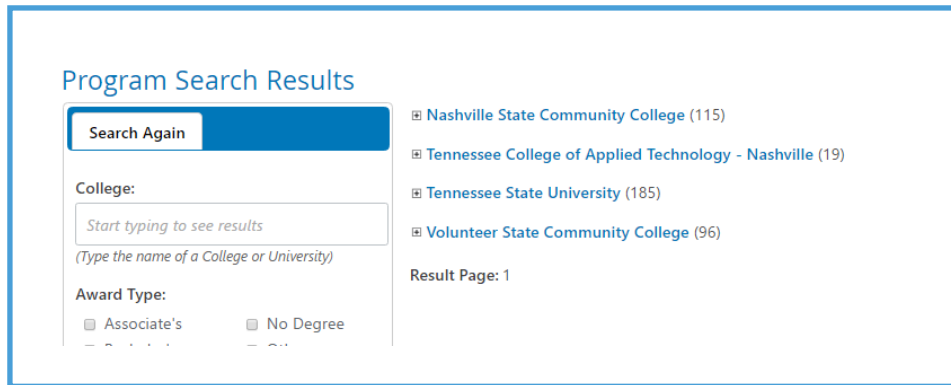 Program Search Results
Search Again
College:
Start typing to see results
(Type the name of a College or University)
Award Type:
Associate's
No Degree
Nashville State Community College (115)
Tennessee College of Applied Technology - Nashville (19)
Tennessee State University (185)
Volunteer State Community College (96)
Result Page: 1